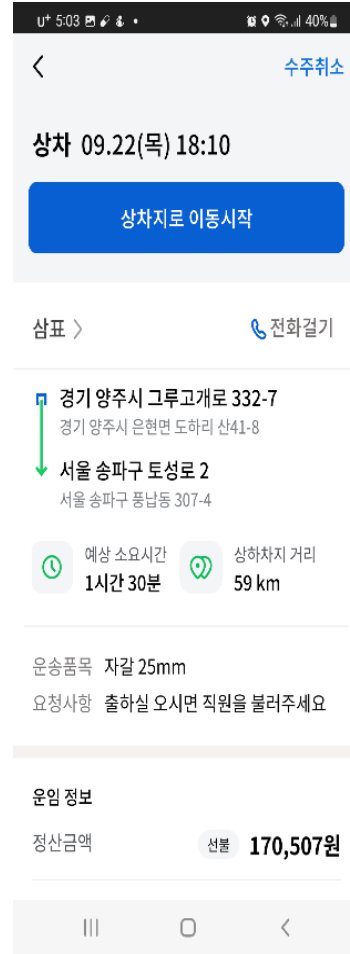 U+ 5:03 40%
수주취소
상차 09.22(목) 18:10
상차지로 이동시작
삼표
전화걸기
경기 양주시 그루고개로 332-7
경기 양주시 은현면 도하리 산41-8
서울 송파구 토성로 2
서울 송파구 풍납동 307-4
예상 소요시간 상하차지 거리
1시간 30분 59 km
운송품목 자갈 25mm
요청사항 출하실 오시면 직원을 불러주세요
운임 정보
정산금액 선불 170,507원